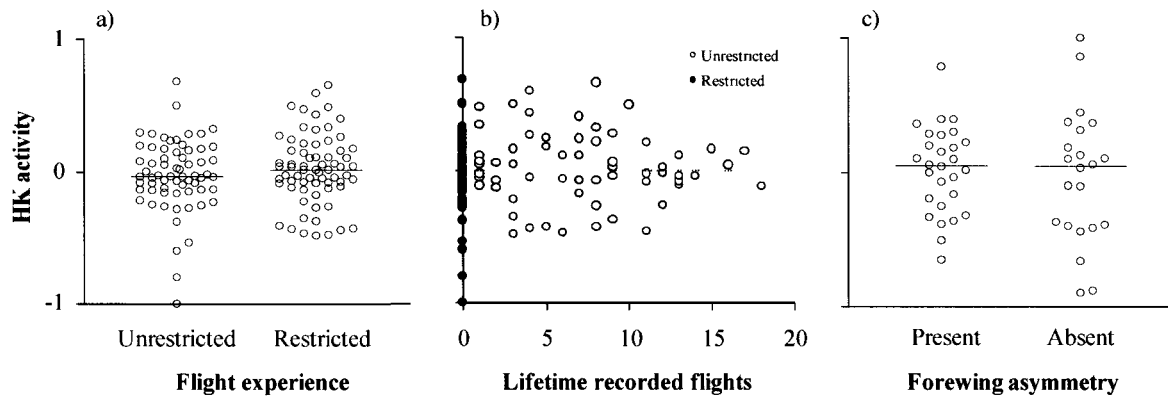 a)
b)
c)
HK activity
1
0
-1
Unrestricted Restricted
Flight experience
Unrestricted
Restricted
0 5 10 15 20
Lifetime recorded flights
Present Absent
Forewing asymmetry